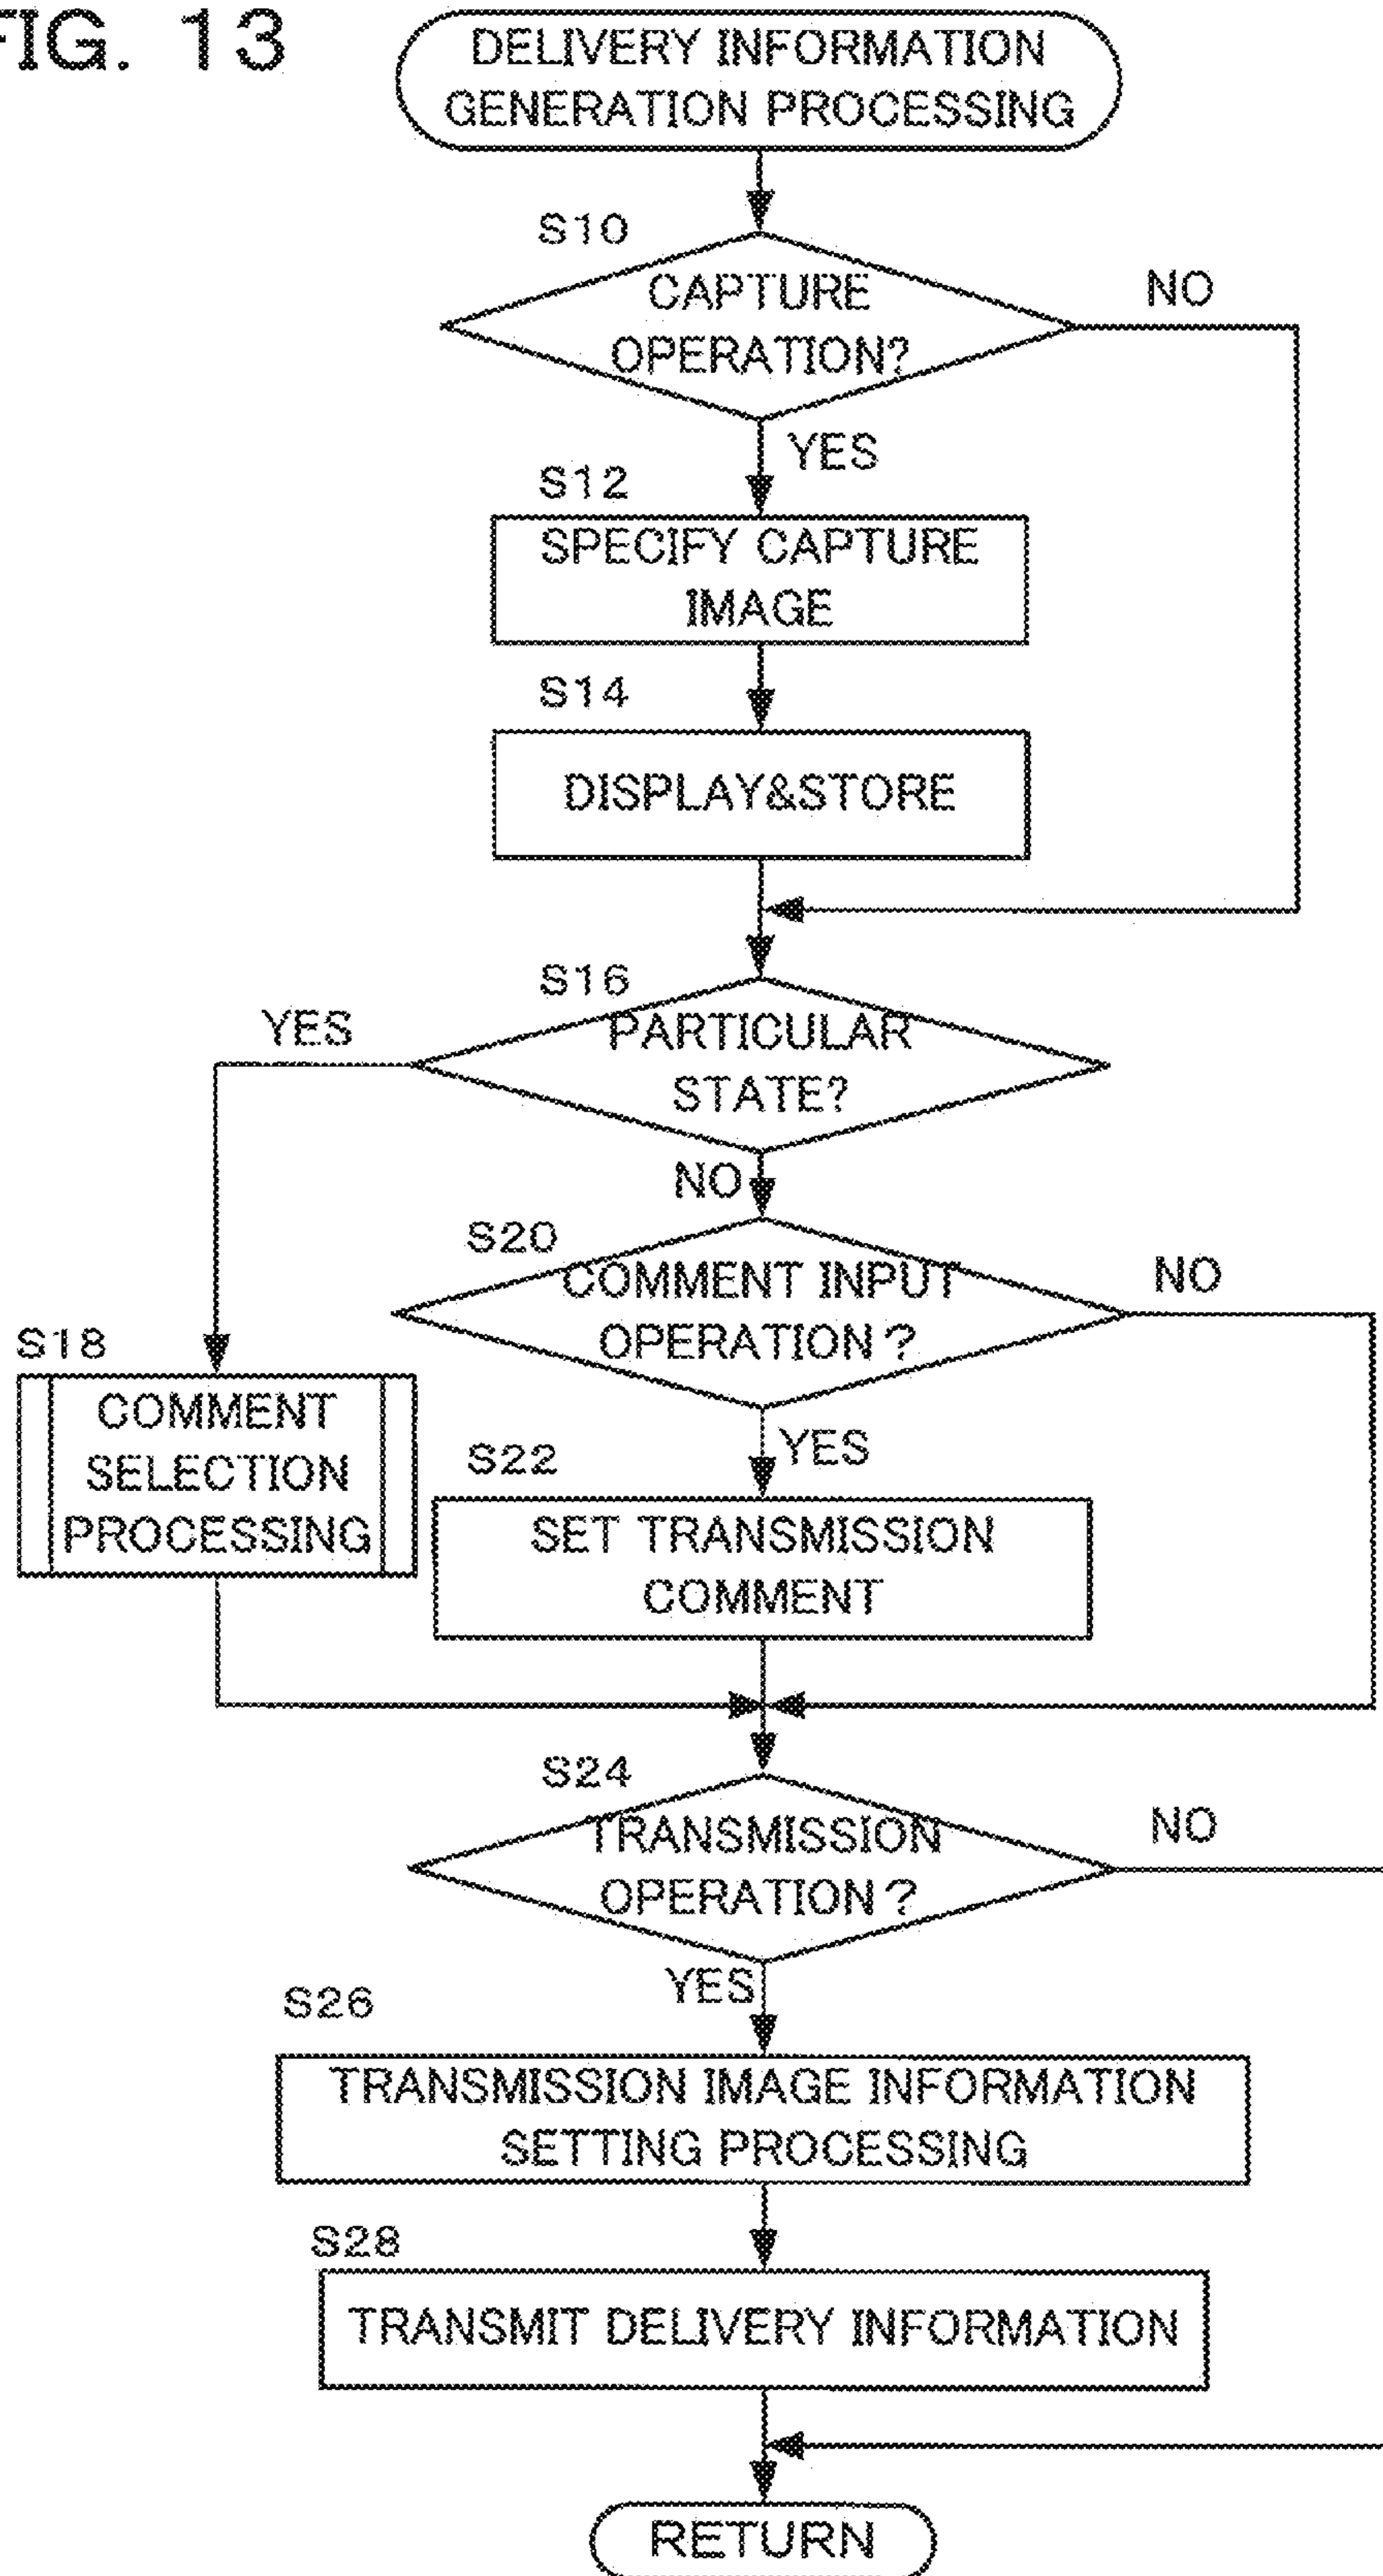 FIG. 13
DELIVERY INFORMATION
GENERATION PROCESSING
S10
CAPTURE
OPERATION?
NO
YES
S12
SPECIFY CAPTURE
IMAGE
S14
DISPLAY&STORE
S16
YES
PARTICULAR
STATE?
NO
S20
COMMENT INPUT
OPERATION?
NO
S18
COMMENT
SELECTION
PROCESSING
YES
S22
SET TRANSMISSION
COMMENT
S24
TRANSMISSION
OPERATION?
NO
YES
S26
TRANSMISSION IMAGE INFORMATION
SETTING PROCESSING
S28
TRANSMIT DELIVERY INFORMATION
RETURN